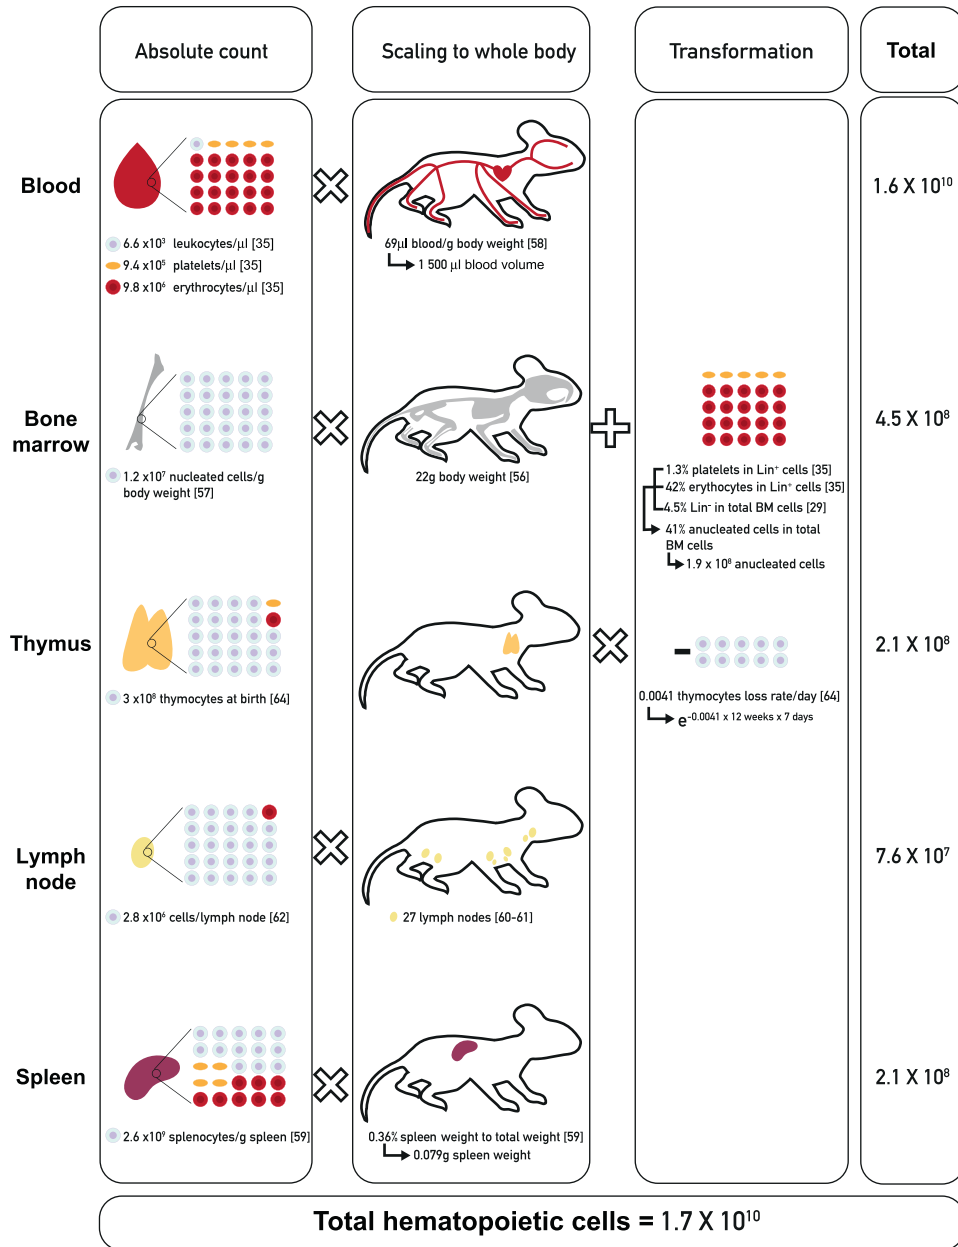 Absolute count
Scaling to whole body
Transformation
Total
Blood
6.6 x10³ leukocytes/µl [35]
9.4 x10⁵ platelets/µl [35]
9.8 x10⁶ erythrocytes/µl [35]
69µl blood/g body weight [58]
1 500 µl blood volume
1.6 X 10¹⁰
Bone
marrow
1.2 x10⁷ nucleated cells/g
body weight [57]
22g body weight [56]
1.3% platelets in Lin⁺ cells [35]
42% erythocytes in Lin⁺ cells [35]
4.5% Lin⁻ in total BM cells [29]
41% anucleated cells in total
BM cells
1.9 x 10⁸ anucleated cells
4.5 X 10⁸
Thymus
3 x10⁸ thymocytes at birth [64]
0.0041 thymocytes loss rate/day [64]
e⁻⁰·⁰⁰⁴¹ ˣ ¹² ʷᵉᵉᵏˢ ˣ ⁷ ᵈᵃʸˢ
2.1 X 10⁸
Lymph
node
2.8 x10⁶ cells/lymph node [62]
27 lymph nodes [60-61]
7.6 X 10⁷
Spleen
2.6 x10⁹ splenocytes/g spleen [59]
0.36% spleen weight to total weight [59]
0.079g spleen weight
2.1 X 10⁸
Total hematopoietic cells = 1.7 X 10¹⁰